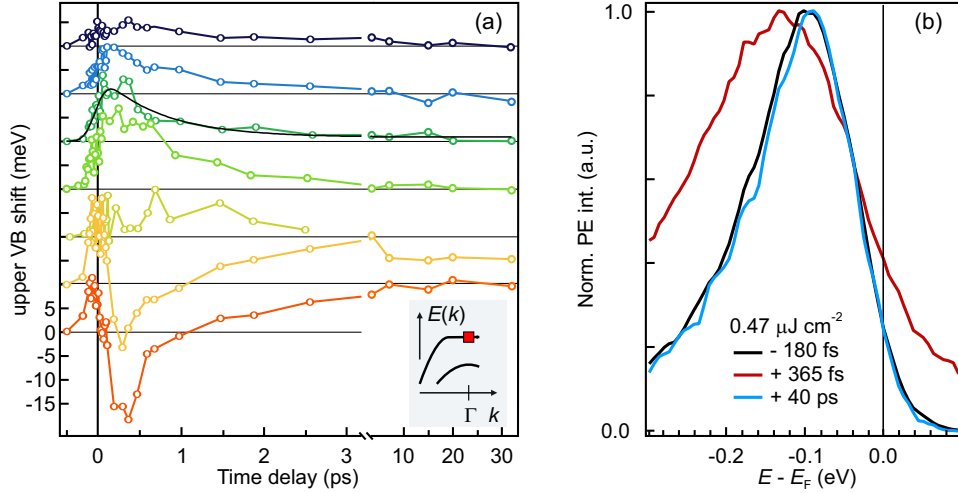 (a)
upper VB shift (meV)
5
0
-5
-10
-15
0
1
2
3
10
20
30
Time delay (ps)
E(k)
Γ k
(b)
Norm. PE int. (a.u.)
1.0
0.0
0.47 μJ cm-2
- 180 fs
+ 365 fs
+ 40 ps
-0.2
-0.1
0.0
E - EF (eV)